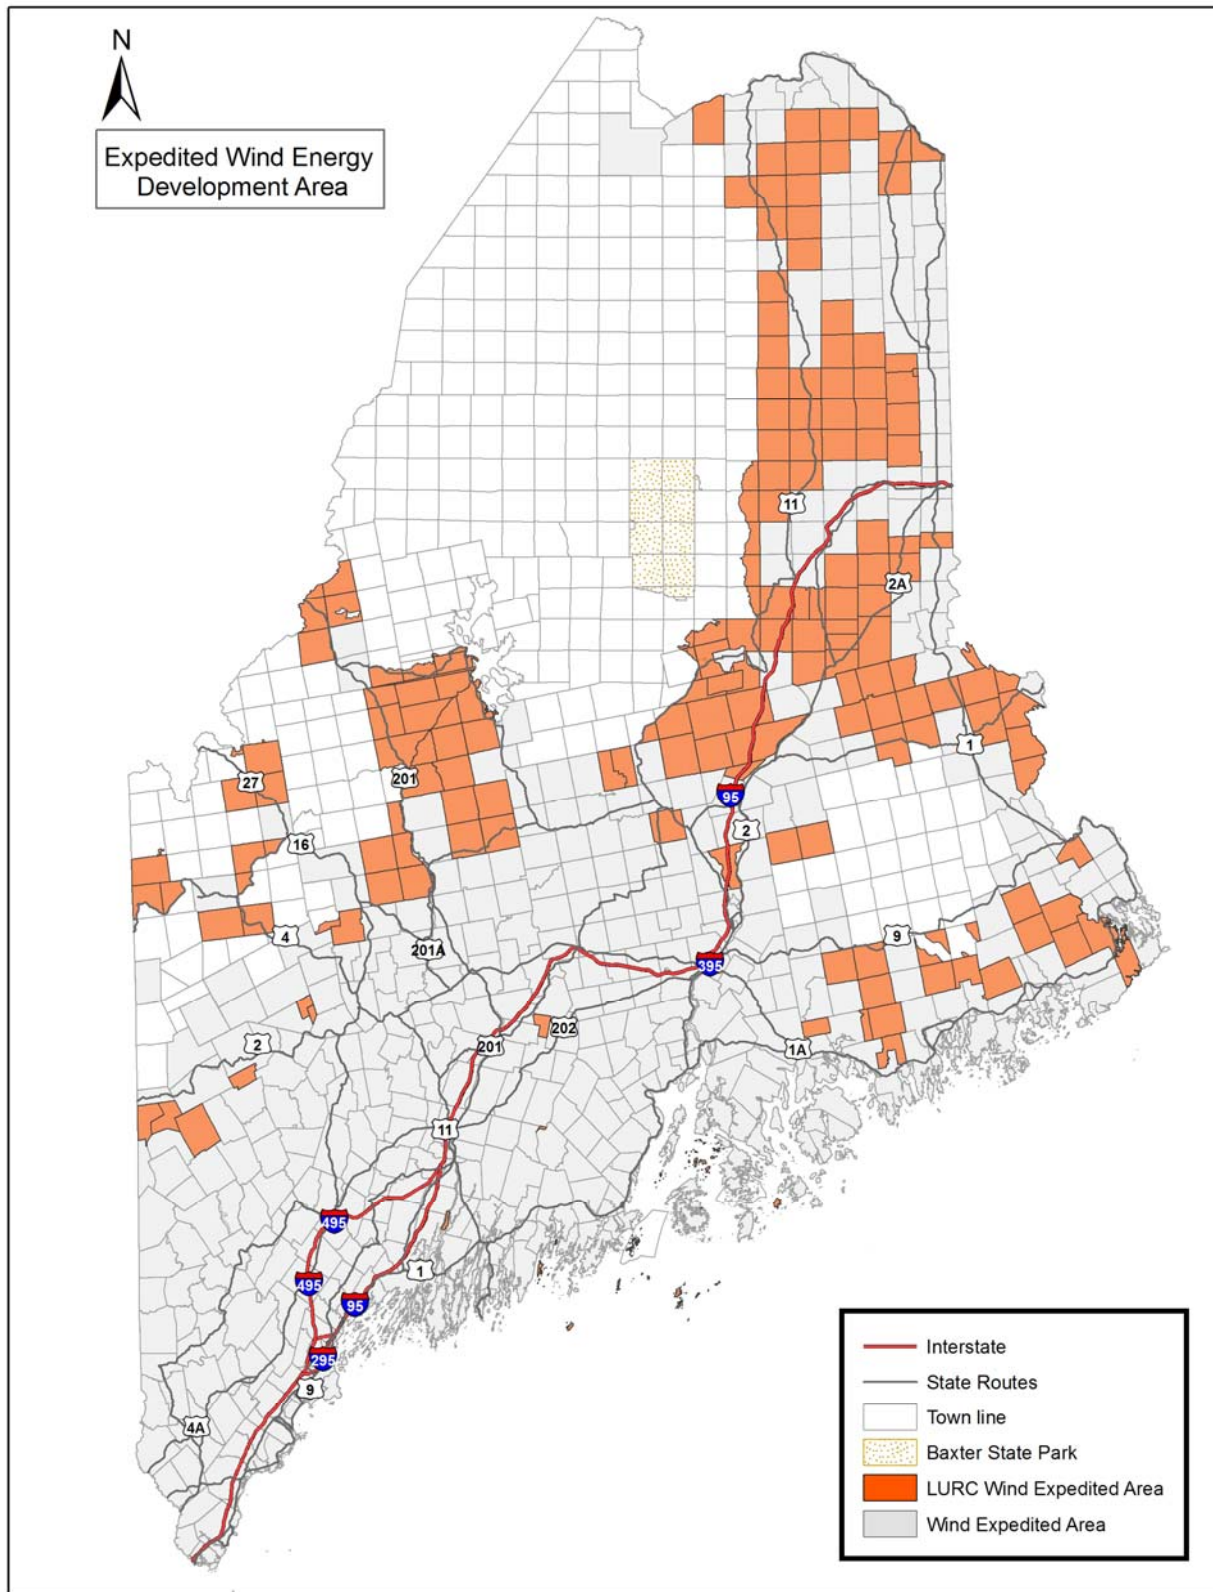 N
Expedited Wind Energy
Development Area
11
2A
1
27
201
95
16
2
4
201A
9
395
202
2
201
1A
11
495
1
495
95
295
9
4A
Interstate
State Routes
Town line
Baxter State Park
LURC Wind Expedited Area
Wind Expedited Area